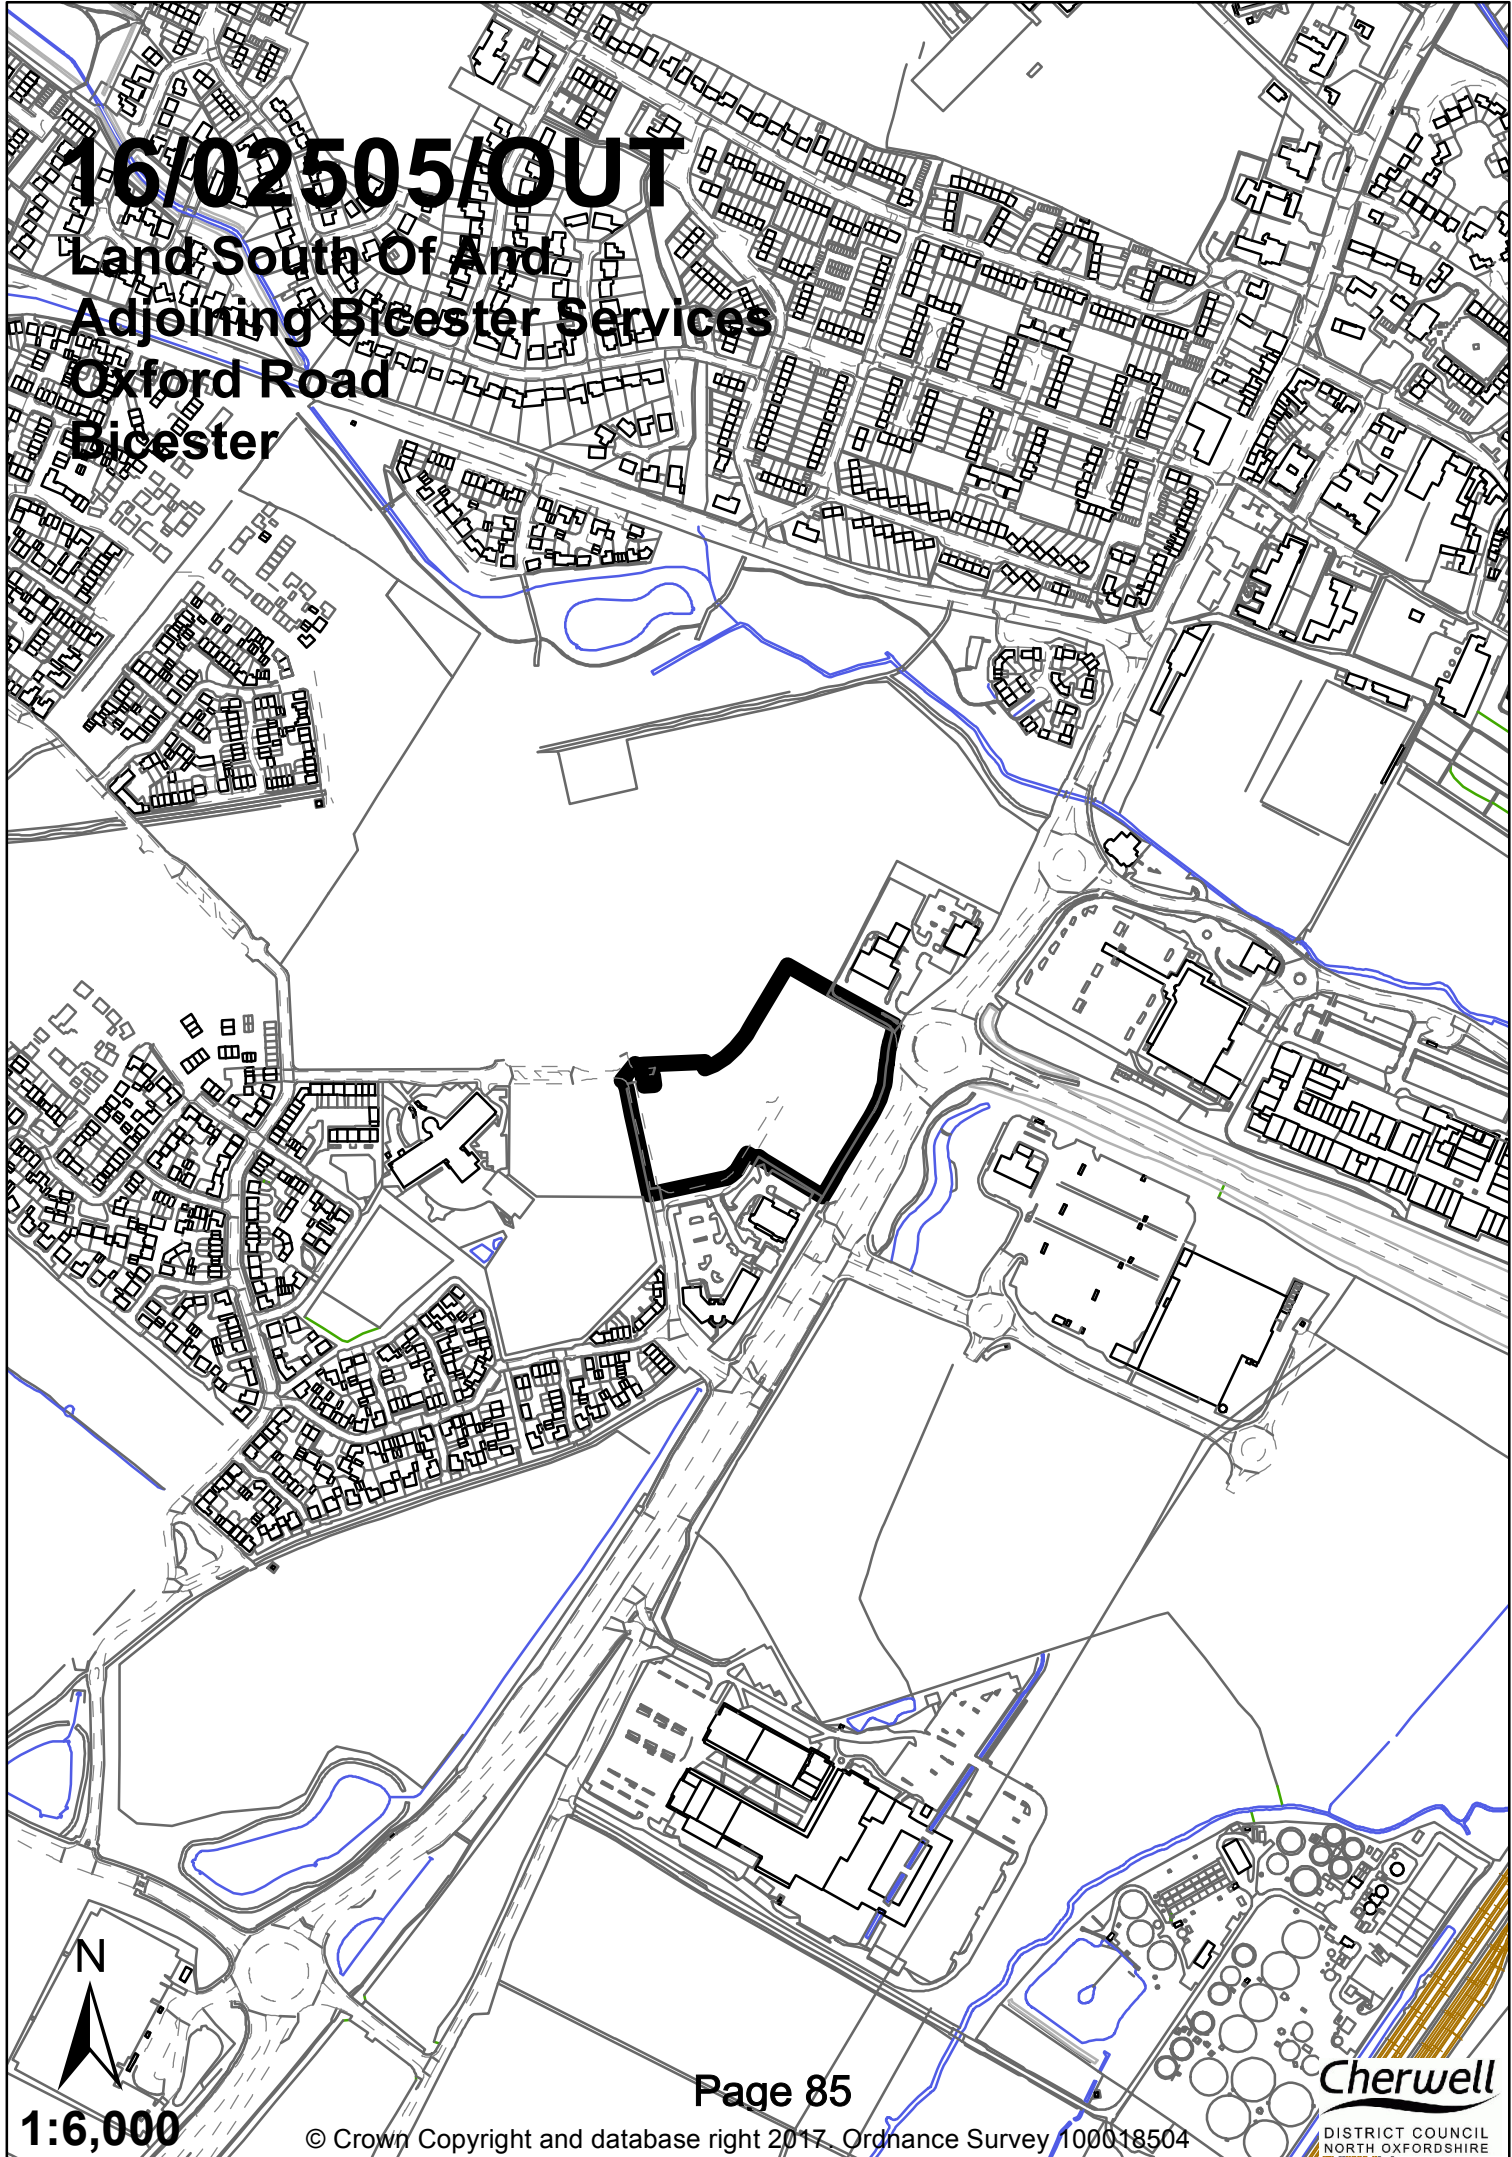 16/02505/OUT
Land South Of And
Adjoining Bicester Services
Oxford Road
Bicester
N
1:6,000
Page 85
© Crown Copyright and database right 2017. Ordnance Survey 100018504
Cherwell
DISTRICT COUNCIL
NORTH OXFORDSHIRE